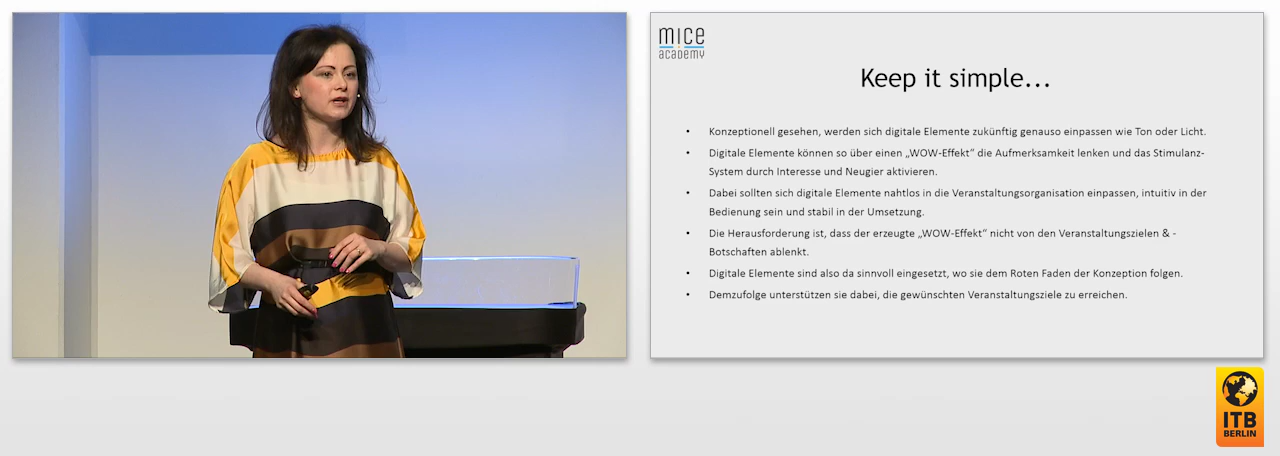 mice
academy
Keep it simple...
• Konzeptionell gesehen, werden sich digitale Elemente zukünftig genauso einpassen wie Ton oder Licht.
• Digitale Elemente können so über einen „WOW-Effekt“ die Aufmerksamkeit lenken und das Stimulanz-
System durch Interesse und Neugier aktivieren.
• Dabei sollten sich digitale Elemente nahtlos in die Veranstaltungsorganisation einpassen, intuitiv in der
Bedienung sein und stabil in der Umsetzung.
• Die Herausforderung ist, dass der erzeugte „WOW-Effekt“ nicht von den Veranstaltungszielen & -
Botschaften ablenkt.
• Digitale Elemente sind also da sinnvoll eingesetzt, wo sie dem Roten Faden der Konzeption folgen.
• Demzufolge unterstützen sie dabei, die gewünschten Veranstaltungsziele zu erreichen.
ITB
BERLIN